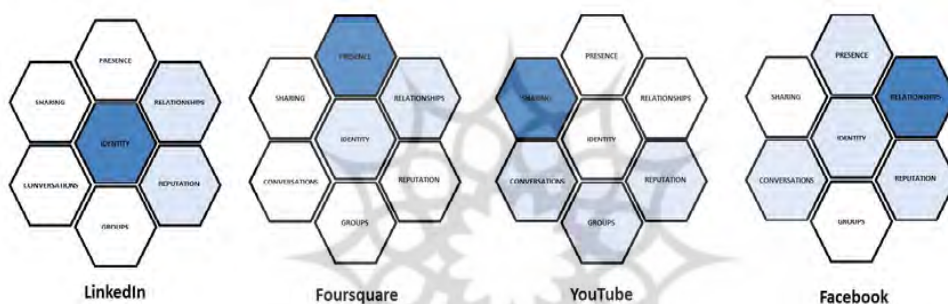 PRESENCE
SHARING
RELATIONSHIPS
IDENTITY
CONVERSATIONS
REPUTATION
GROUPS
LinkedIn
PRESENCE
SHARING
RELATIONSHIPS
IDENTITY
CONVERSATIONS
REPUTATION
GROUPS
Foursquare
PRESENCE
SHARING
RELATIONSHIPS
IDENTITY
CONVERSATIONS
REPUTATION
GROUPS
YouTube
PRESENCE
SHARING
RELATIONSHIPS
IDENTITY
CONVERSATIONS
REPUTATION
GROUPS
Facebook